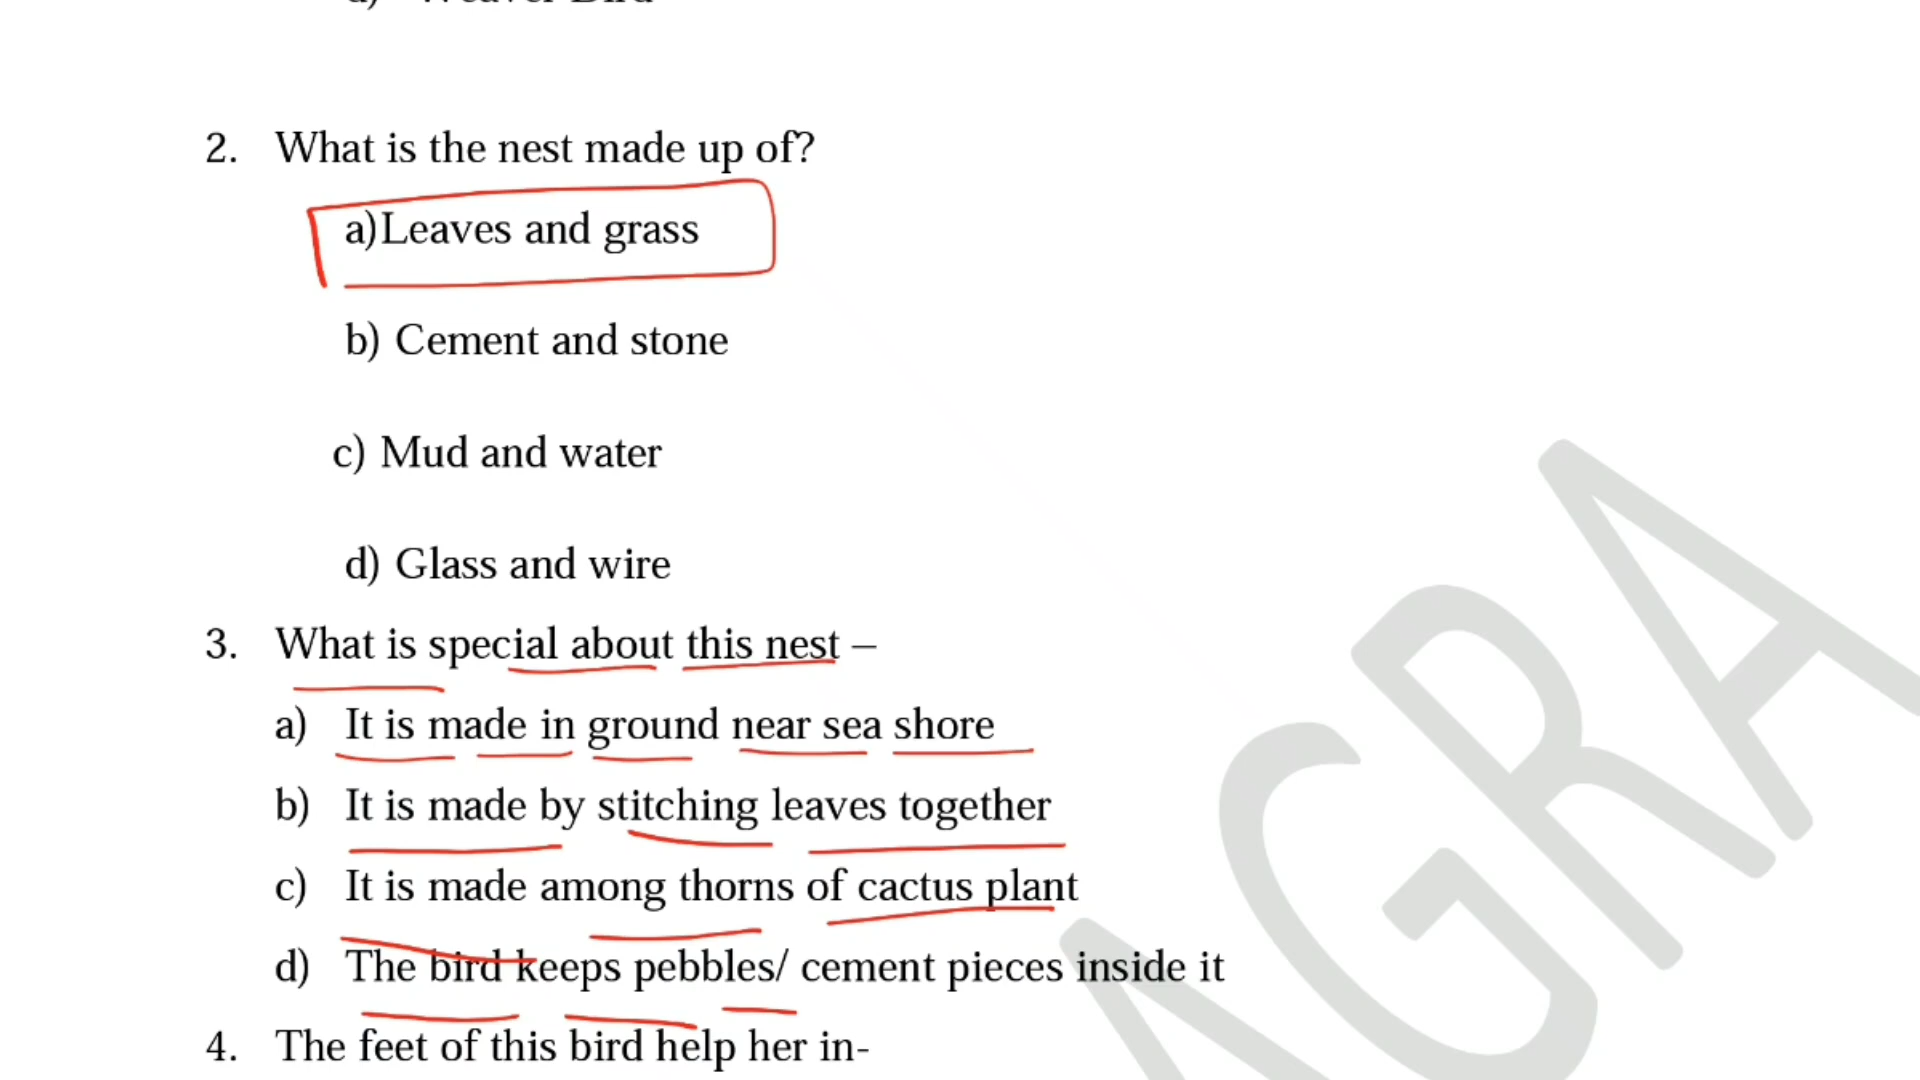 d) Weaver Bird
2. What is the nest made up of?
a)Leaves and grass
b) Cement and stone
c) Mud and water
d) Glass and wire
3. What is special about this nest –
a) It is made in ground near sea shore
b) It is made by stitching leaves together
c) It is made among thorns of cactus plant
d) The bird keeps pebbles/ cement pieces inside it
4. The feet of this bird help her in-
AGRA